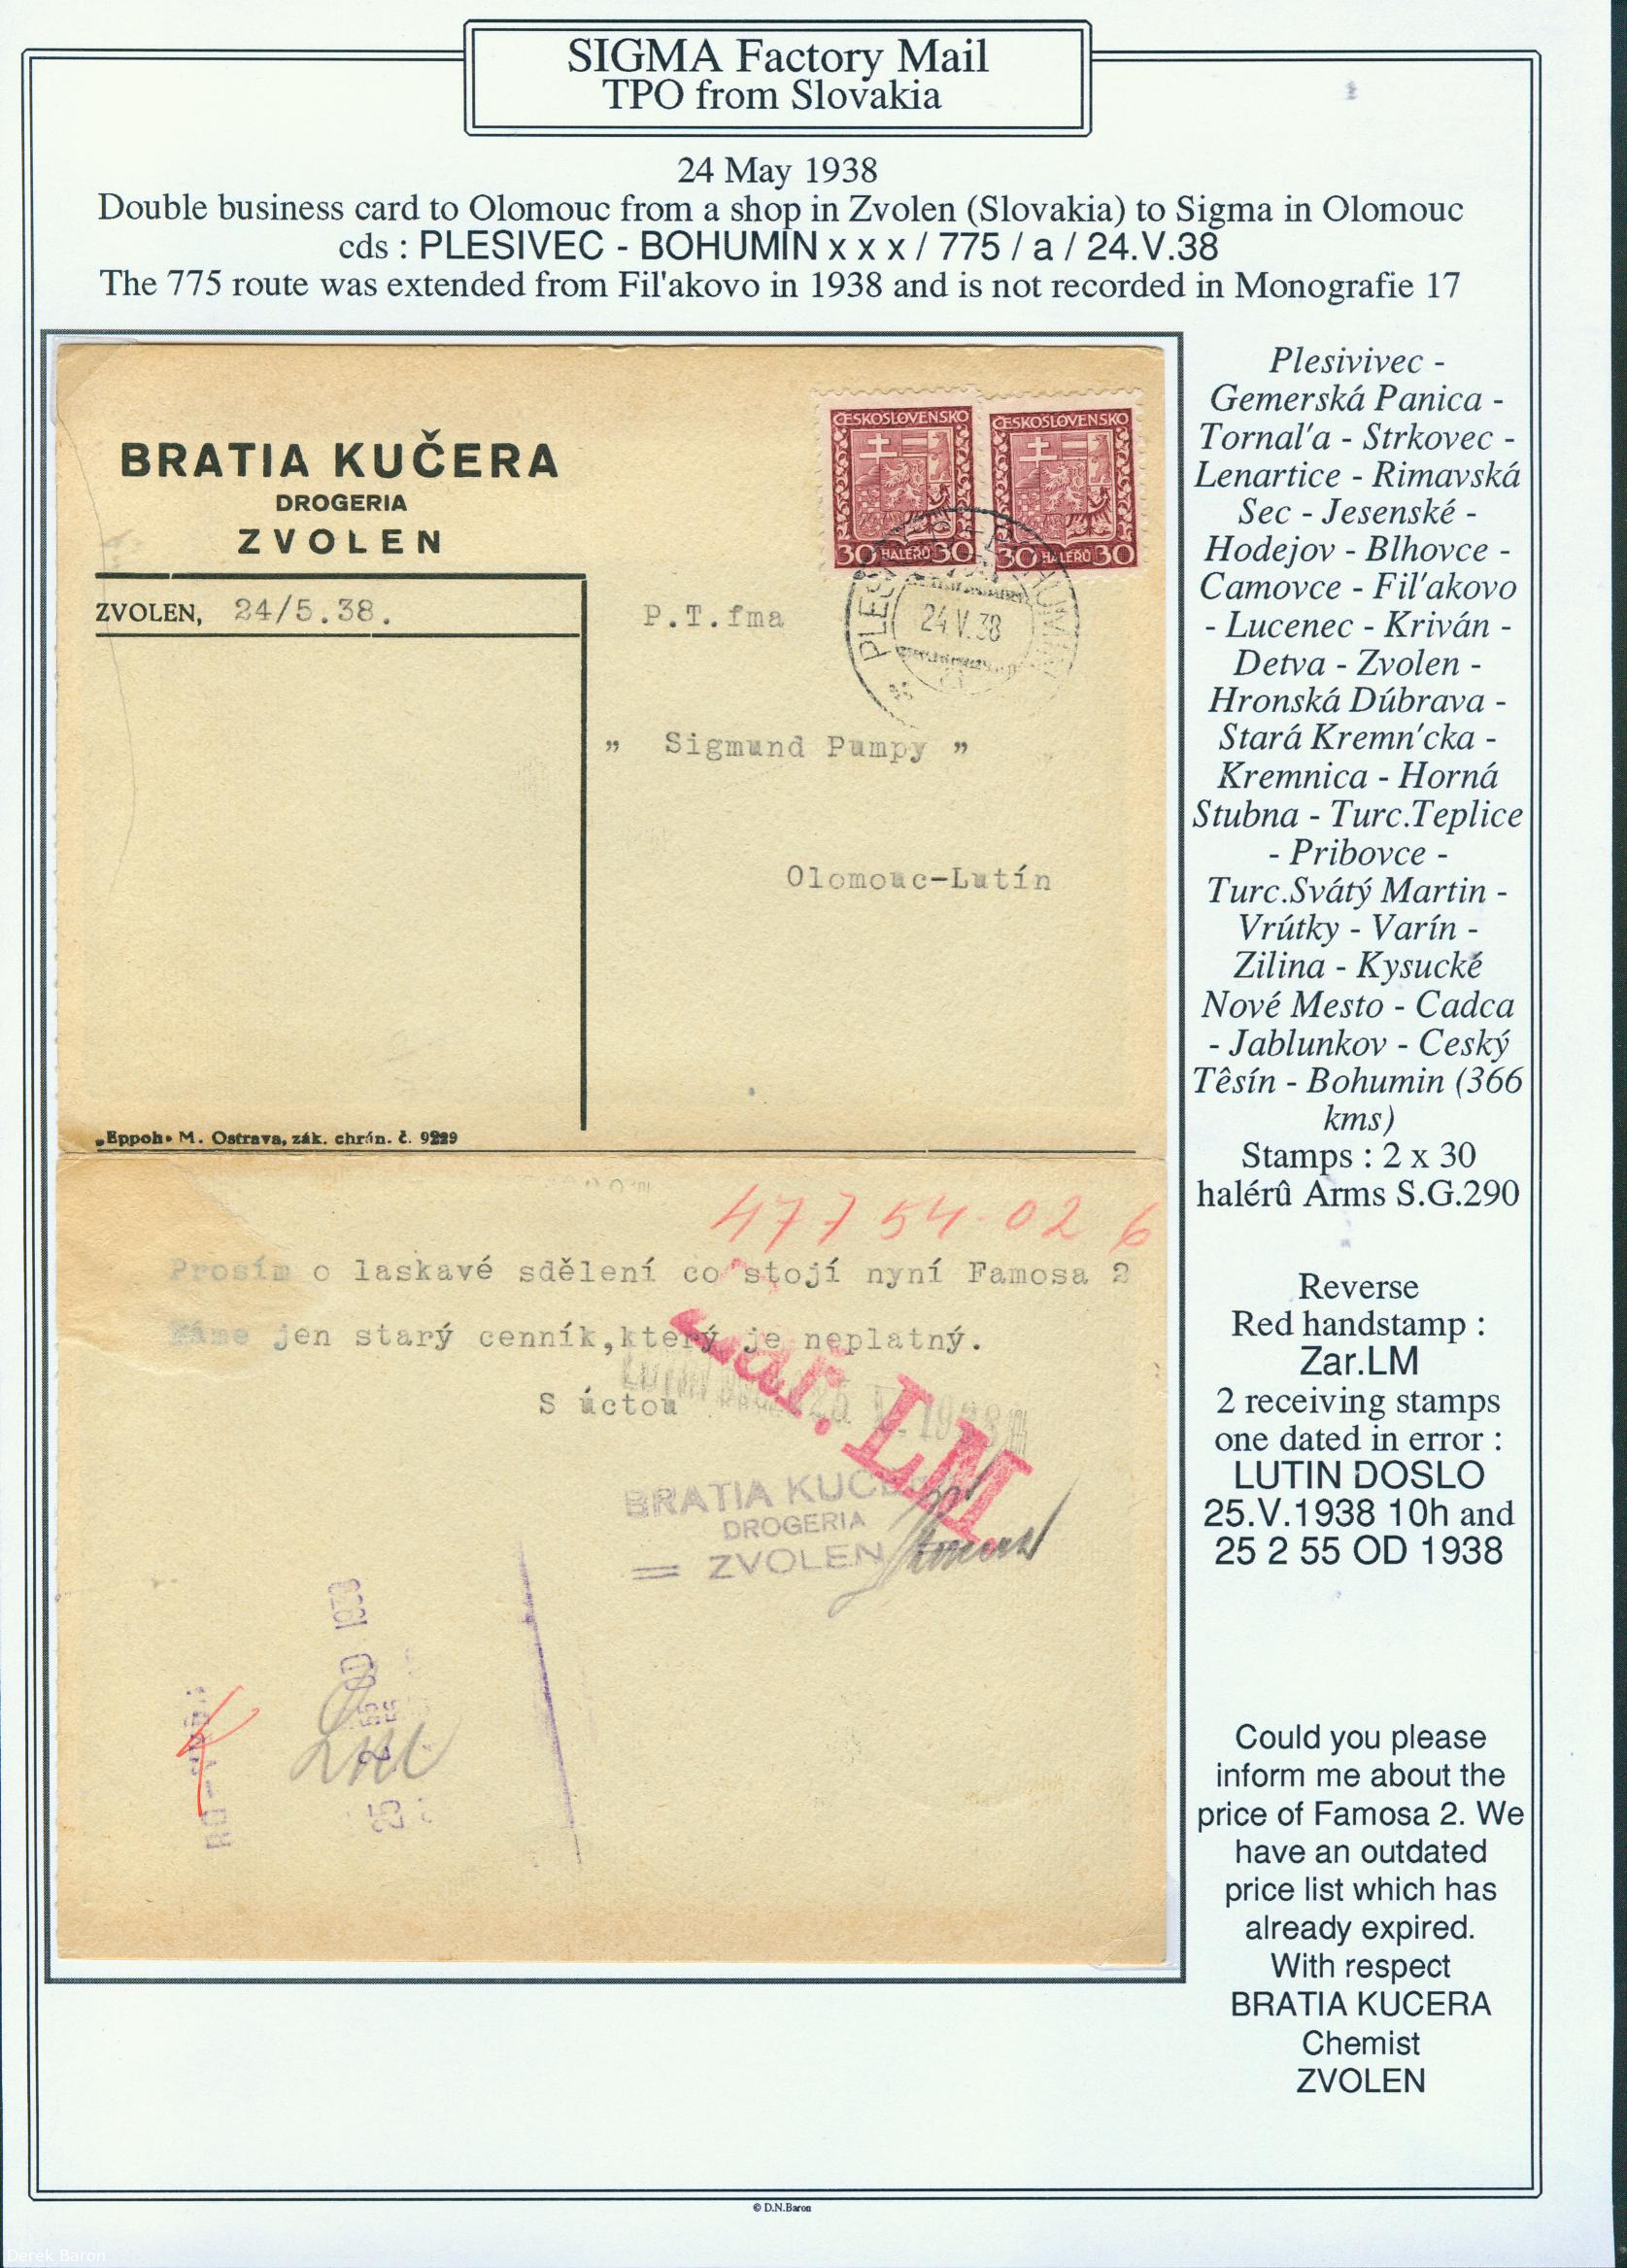 SIGMA Factory Mail
TPO from Slovakia
24 May 1938
Double business card to Olomouc from a shop in Zvolen (Slovakia) to Sigma in Olomouc
cds : PLESIVEC - BOHUMIN x x x / 775 / a / 24.V.38
The 775 route was extended from Fil'akovo in 1938 and is not recorded in Monografie 17
BRATIA KUČERA
DROGERIA
ZVOLEN
ZVOLEN, 24/5.38.
ČESKOSLOVENSKO
30 HALÉŘŮ 30
ČESKOSLOVENSKO
30 HALÉŘŮ 30
24.V.38
P.T.fma
„ Sigmund Pumpy ”
Olomouc-Lutín
„Eppoh“ M. Ostrava, zák. chrán. č. 9229
47754-02 6
Prosím o laskavé sdělení co stojí nyní Famosa 2
Máme jen starý cenník,který je neplatný.
S úctou
Zar. LM.
BRATIA KUČERA
DROGERIA
= ZVOLEN
25 2 55 OD 1938
Plesivivec -
Gemerská Panica -
Tornal'a - Strkovec -
Lenartice - Rimavská
Sec - Jesenské -
Hodejov - Blhovce -
Camovce - Fil'akovo
- Lucenec - Kriván -
Detva - Zvolen -
Hronská Dúbrava -
Stará Kremn'cka -
Kremnica - Horná
Stubna - Turc.Teplice
- Pribovce -
Turc.Svátý Martin -
Vrútky - Varín -
Zilina - Kysucké
Nové Mesto - Cadca
- Jablunkov - Ceský
Têsín - Bohumin (366
kms)
Stamps : 2 x 30
halérû Arms S.G.290
Reverse
Red handstamp :
Zar.LM
2 receiving stamps
one dated in error :
LUTIN DOSLO
25.V.1938 10h and
25 2 55 OD 1938
Could you please
inform me about the
price of Famosa 2. We
have an outdated
price list which has
already expired.
With respect
BRATIA KUCERA
Chemist
ZVOLEN
© D.N.Baron
Derek Baron